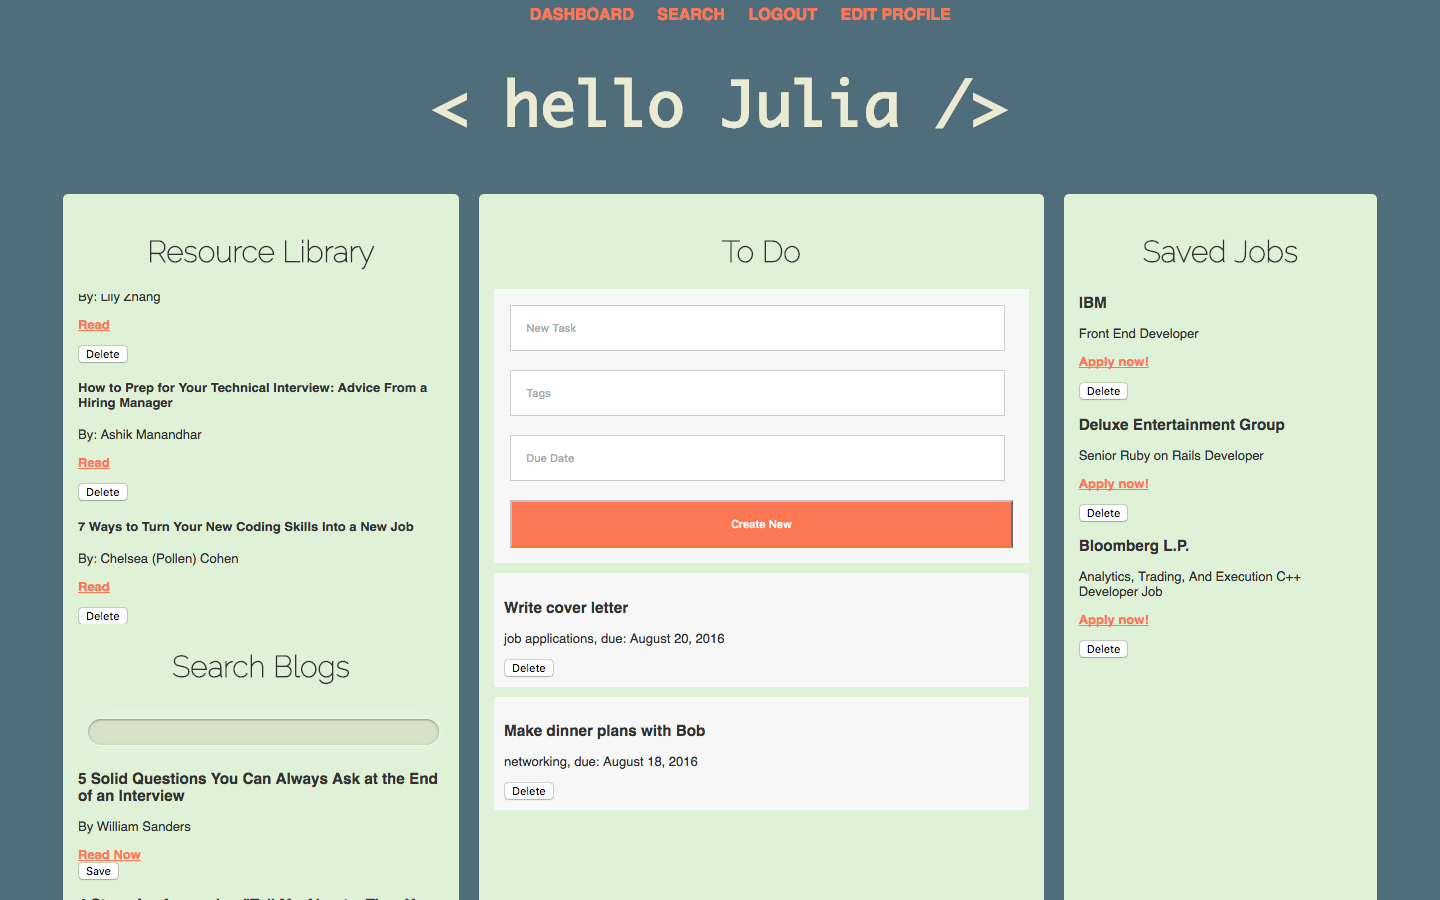 DASHBOARD SEARCH LOGOUT EDIT PROFILE
< hello Julia />
Resource Library
By: Lily Zhang
Read
Delete
How to Prep for Your Technical Interview: Advice From a
Hiring Manager
By: Ashik Manandhar
Read
Delete
7 Ways to Turn Your New Coding Skills Into a New Job
By: Chelsea (Pollen) Cohen
Read
Delete
Search Blogs
5 Solid Questions You Can Always Ask at the End
of an Interview
By William Sanders
Read Now
Save
To Do
New Task
Tags
Due Date
Create New
Write cover letter
job applications, due: August 20, 2016
Delete
Make dinner plans with Bob
networking, due: August 18, 2016
Delete
Saved Jobs
IBM
Front End Developer
Apply now!
Delete
Deluxe Entertainment Group
Senior Ruby on Rails Developer
Apply now!
Delete
Bloomberg L.P.
Analytics, Trading, And Execution C++
Developer Job
Apply now!
Delete